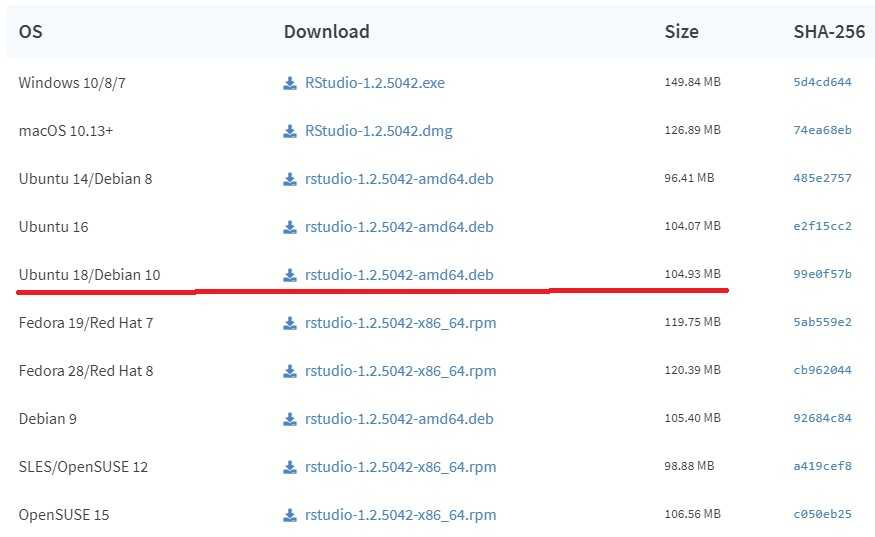 OS Download Size SHA-256
Windows 10/8/7 RStudio-1.2.5042.exe 149.84 MB 5d4cd644
macOS 10.13+ RStudio-1.2.5042.dmg 126.89 MB 74ea68eb
Ubuntu 14/Debian 8 rstudio-1.2.5042-amd64.deb 96.41 MB 485e2757
Ubuntu 16 rstudio-1.2.5042-amd64.deb 104.07 MB e2f15cc2
Ubuntu 18/Debian 10 rstudio-1.2.5042-amd64.deb 104.93 MB 99e0f57b
Fedora 19/Red Hat 7 rstudio-1.2.5042-x86_64.rpm 119.75 MB 5ab559e2
Fedora 28/Red Hat 8 rstudio-1.2.5042-x86_64.rpm 120.39 MB cb962044
Debian 9 rstudio-1.2.5042-amd64.deb 105.40 MB 92684c84
SLES/OpenSUSE 12 rstudio-1.2.5042-x86_64.rpm 98.88 MB a419cef8
OpenSUSE 15 rstudio-1.2.5042-x86_64.rpm 106.56 MB c050eb25